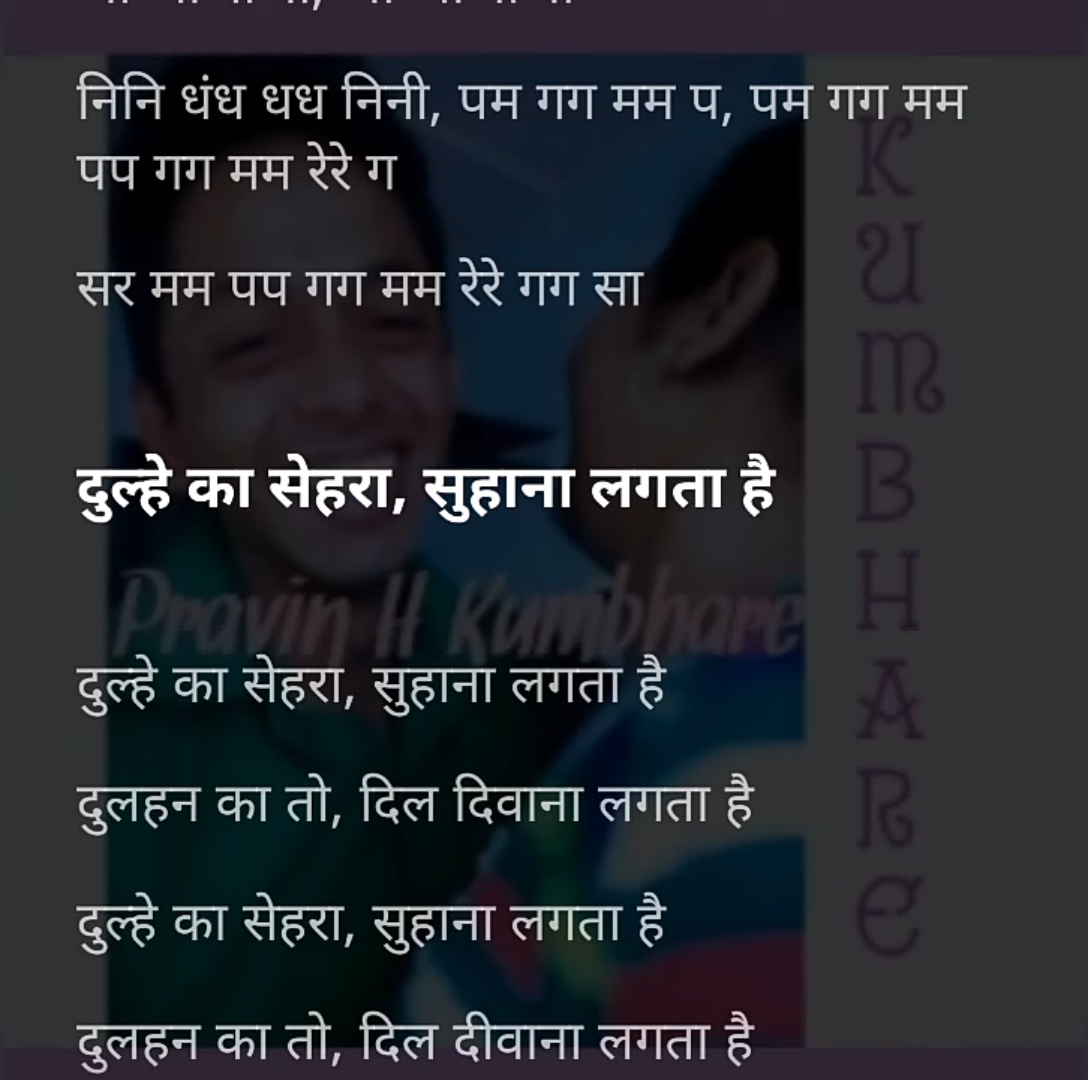 निनि धंध धध निनी, पम गग मम प, पम गग मम
पप गग मम रेरे ग
सर मम पप गग मम रेरे गग सा
दुल्हे का सेहरा, सुहाना लगता है
Pravin H Kumbhare
दुल्हे का सेहरा, सुहाना लगता है
दुलहन का तो, दिल दिवाना लगता है
दुल्हे का सेहरा, सुहाना लगता है
दुलहन का तो, दिल दीवाना लगता है
K
U
M
B
H
A
R
E